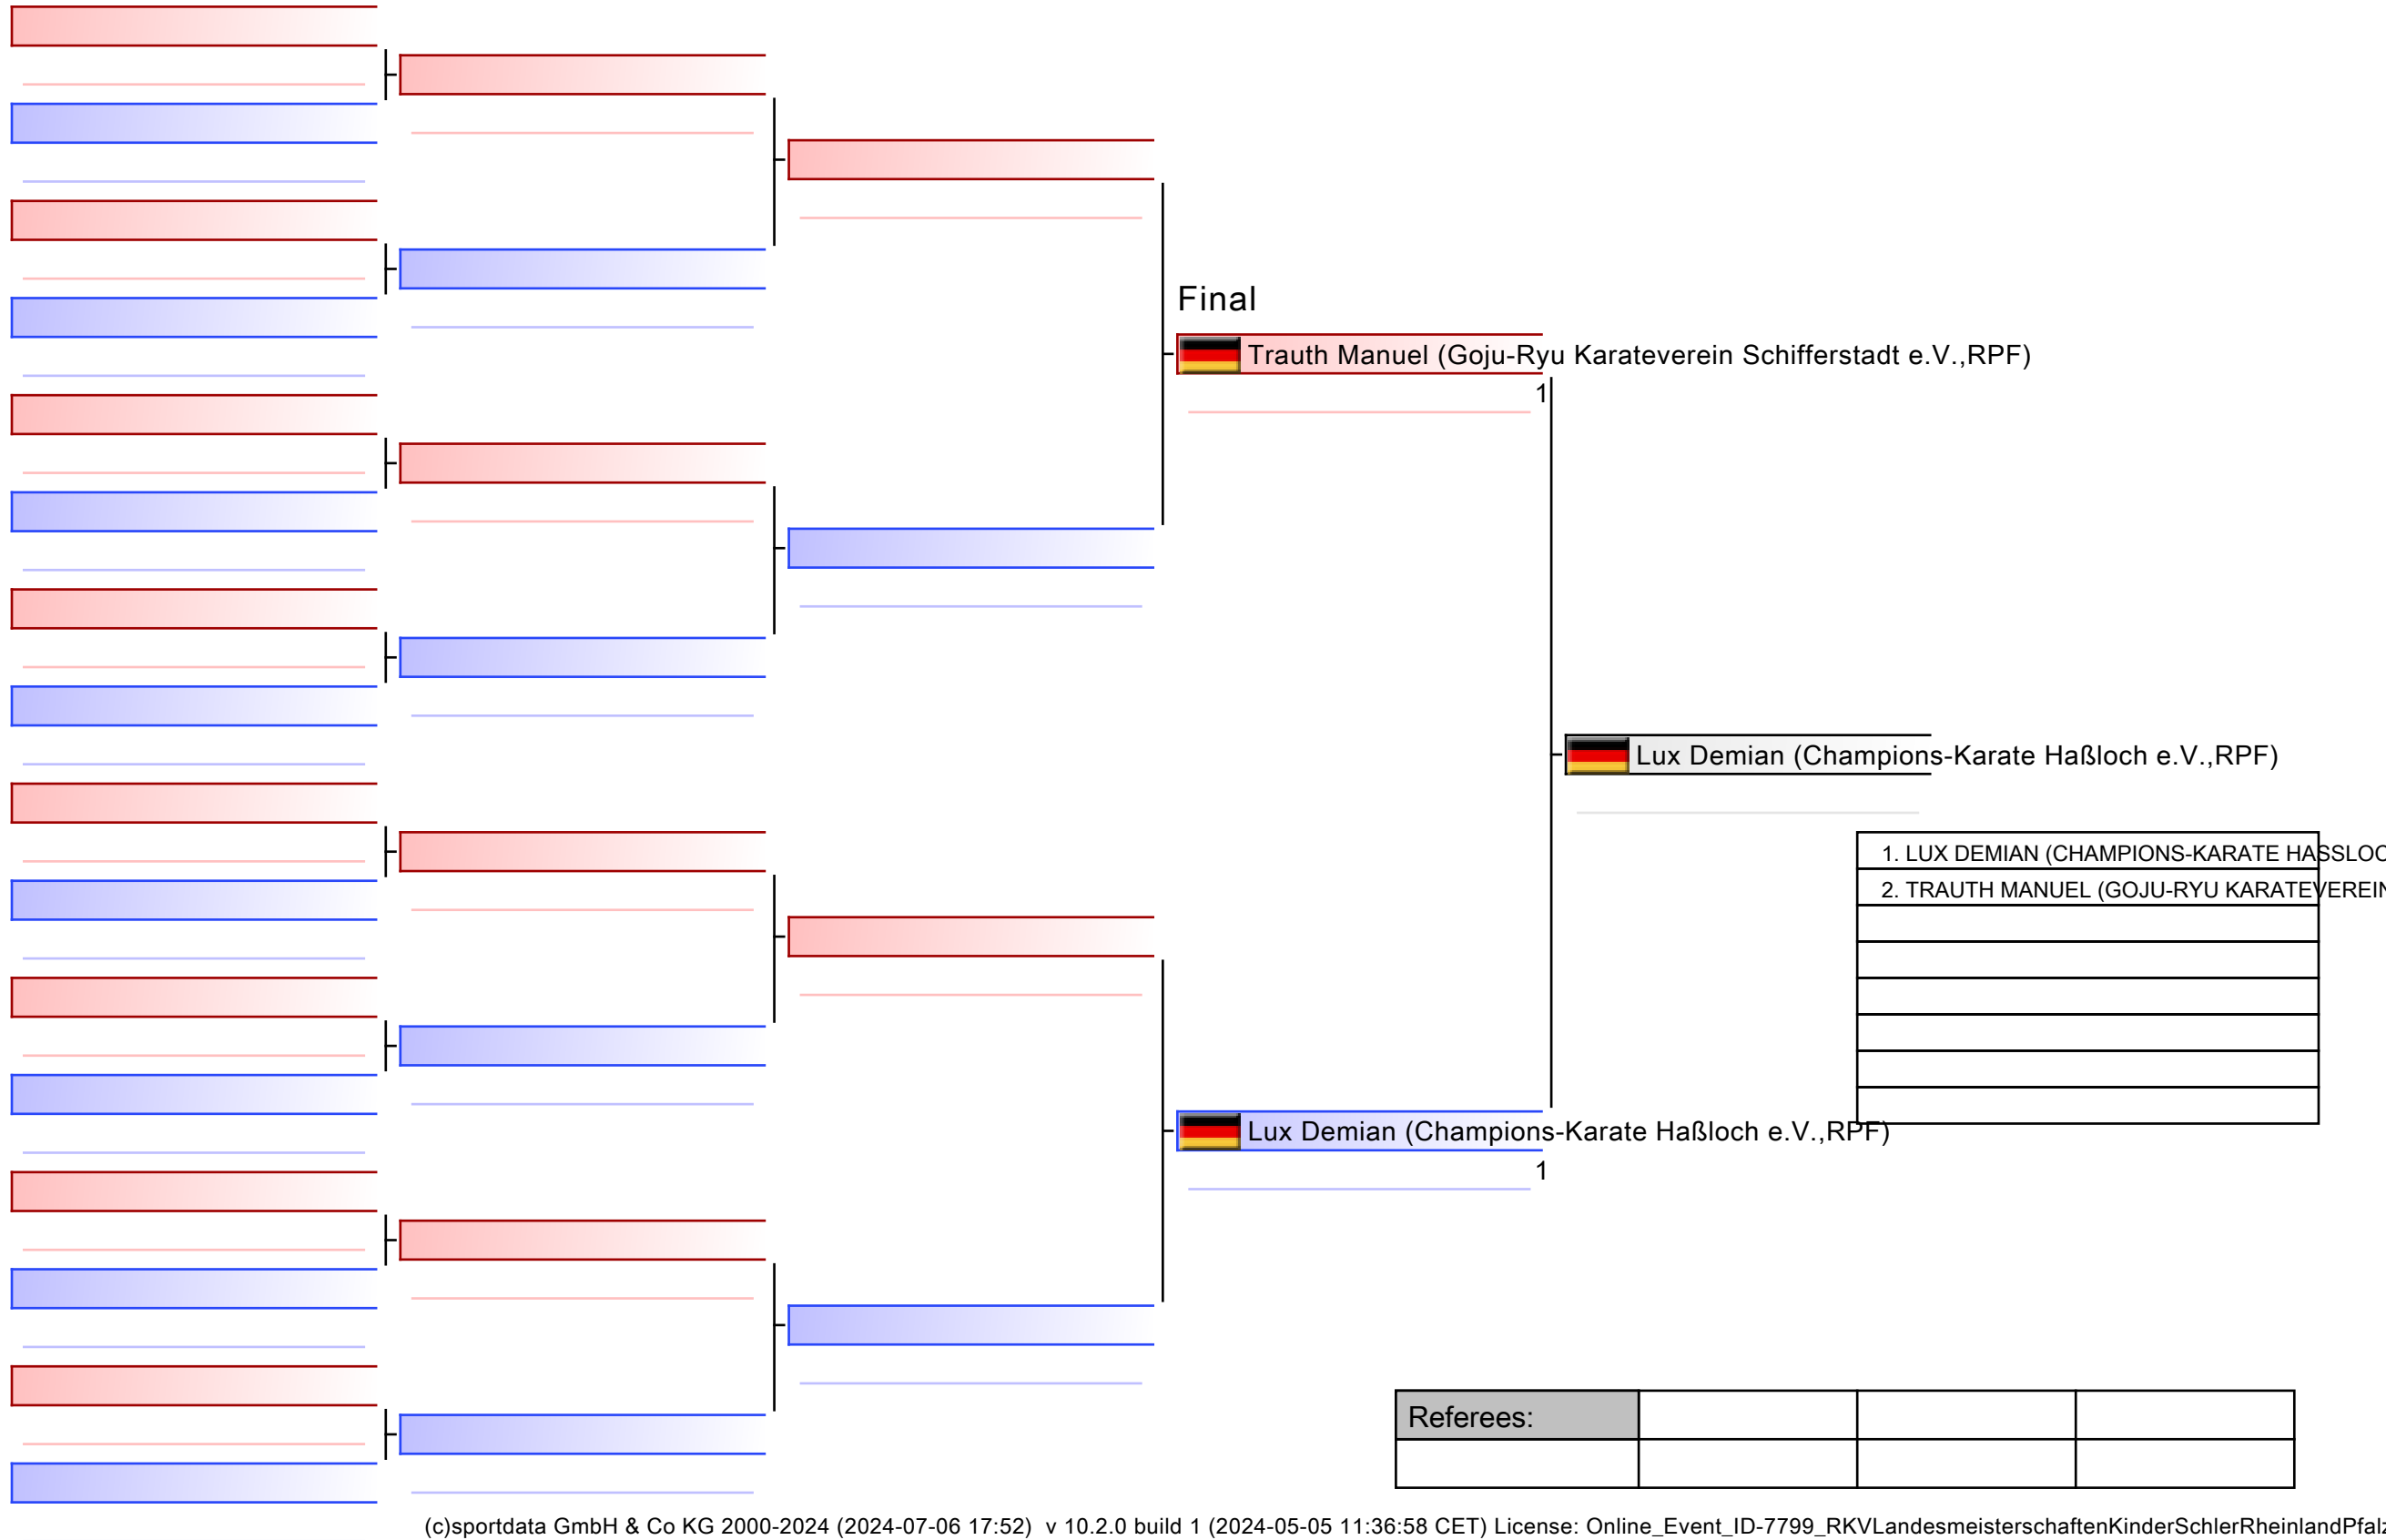 Final
Trauth Manuel (Goju-Ryu Karateverein Schifferstadt e.V.,RPF)
1
Lux Demian (Champions-Karate Haßloch e.V.,RPF)
1. LUX DEMIAN (CHAMPIONS-KARATE HASSLOC
2. TRAUTH MANUEL (GOJU-RYU KARATEVEREIN
Lux Demian (Champions-Karate Haßloch e.V.,RPF)
1
Referees:
(c)sportdata GmbH & Co KG 2000-2024 (2024-07-06 17:52) v 10.2.0 build 1 (2024-05-05 11:36:58 CET) License: Online_Event_ID-7799_RKVLandesmeisterschaftenKinderSchlerRheinlandPfalz